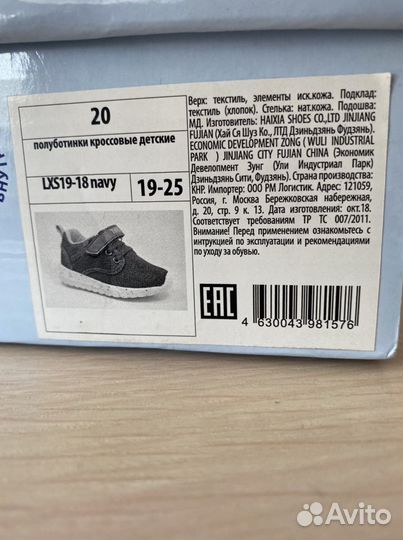 внут
20
полуботинки кроссовые детские
LXS19-18 navy
19-25
Верх: текстиль, элементы иск.кожа. Подклад:
текстиль (хлопок). Стелька: нат.кожа. Подошва:
МД. Изготовитель: HAIXIA SHOES CO.,LTD JINJIANG
FUJIAN (Хай Ся Шуз Ко., ЛТД Дзиньдзянь Фудзянь).
ECONOMIC DEVELOPMENT ZONG ( WULI INDUSTRIAL
PARK ) JINJIANG CITY FUJIAN CHINA (Экономик
Девелопмент Зунг (Ули Индустриал Парк)
Дзиньдзянь Сити, Фудзянь). Страна производства:
КНР. Импортер: ООО РМ Логистик. Адрес: 121059,
Россия, г. Москва Бережковская набережная,
д. 20, стр. 9 к. 13. Дата изготовления: окт.18.
Соответствует требованиям ТР ТС 007/2011.
Внимание! Перед применением ознакомьтесь с
интрукцией по эксплуатации и рекомендациями
по уходу за обувью.
EAC
4 630043 981576
Avito